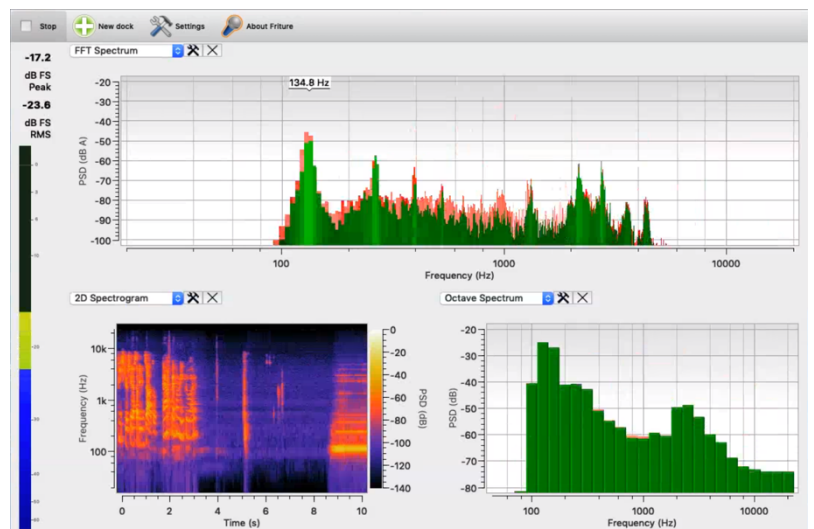 Stop New dock Settings About Friture
-17.2
dB FS
Peak
-23.6
dB FS
RMS
FFT Spectrum
134.8 Hz
-20
-30
-40
-50
-60
-70
-80
-90
-100
PSD (dB A)
100 1000 10000
Frequency (Hz)
2D Spectrogram
10k
1k
100
Frequency (Hz)
0 2 4 6 8 10
Time (s)
0
-20
-40
-60
-80
-100
-120
-140
PSD (dB)
Octave Spectrum
-20
-30
-40
-50
-60
-70
-80
PSD (dB)
100 1000 10000
Frequency (Hz)